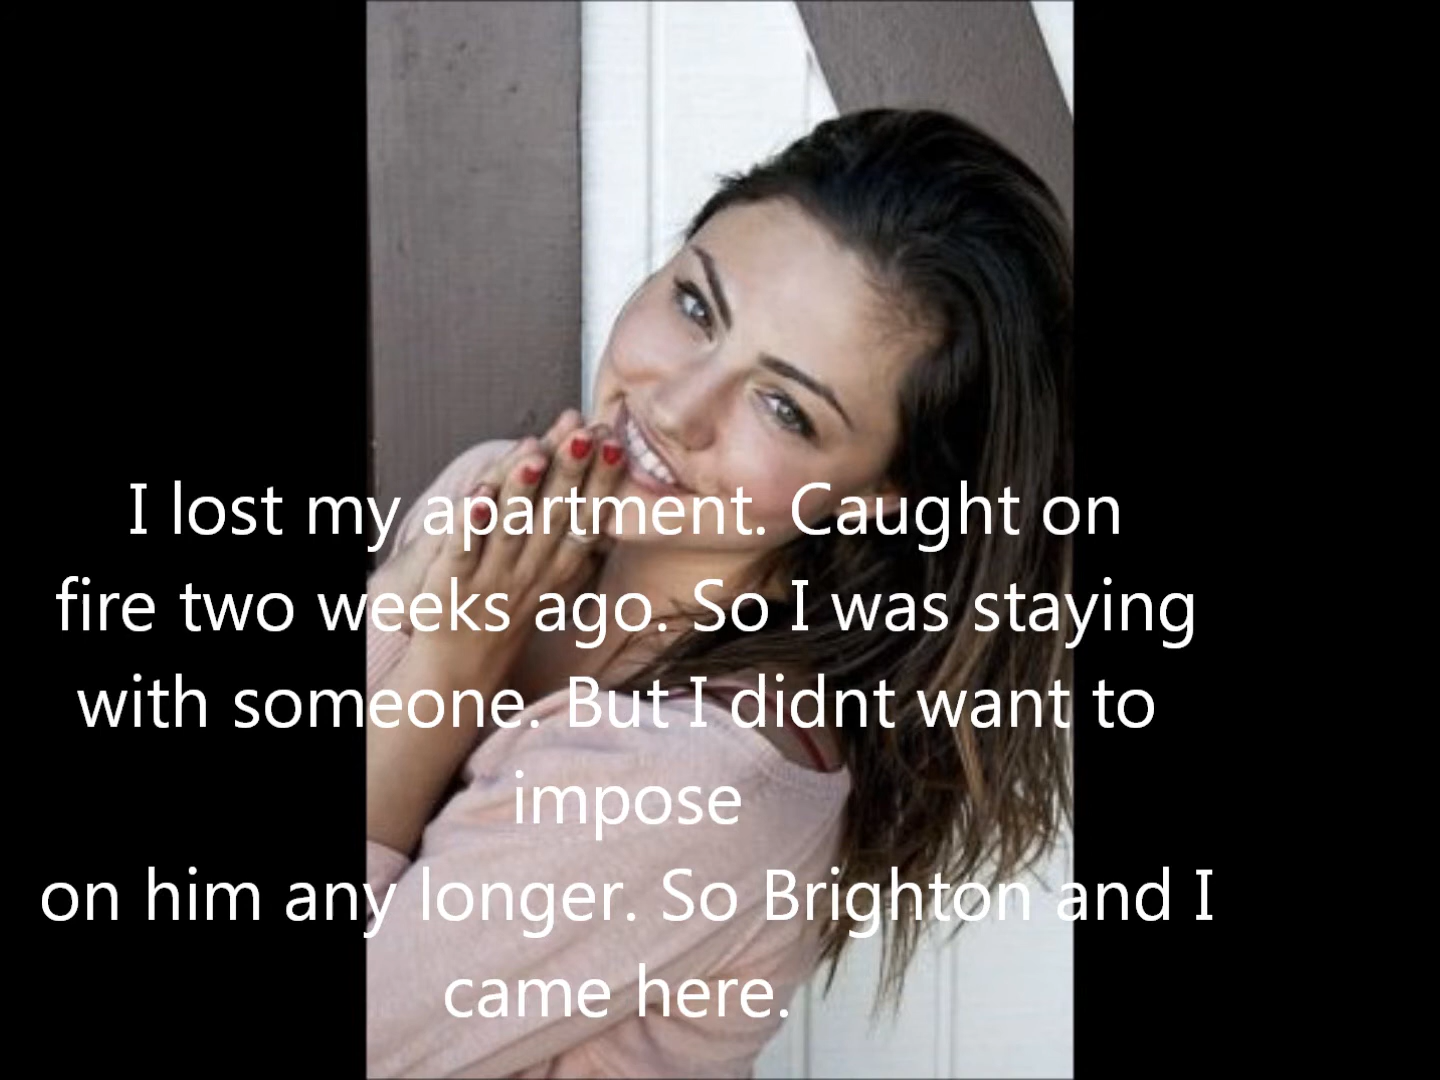 I lost my apartment. Caught on
fire two weeks ago. So I was staying
with someone. But I didnt want to
impose
on him any longer. So Brighton and I
came here.